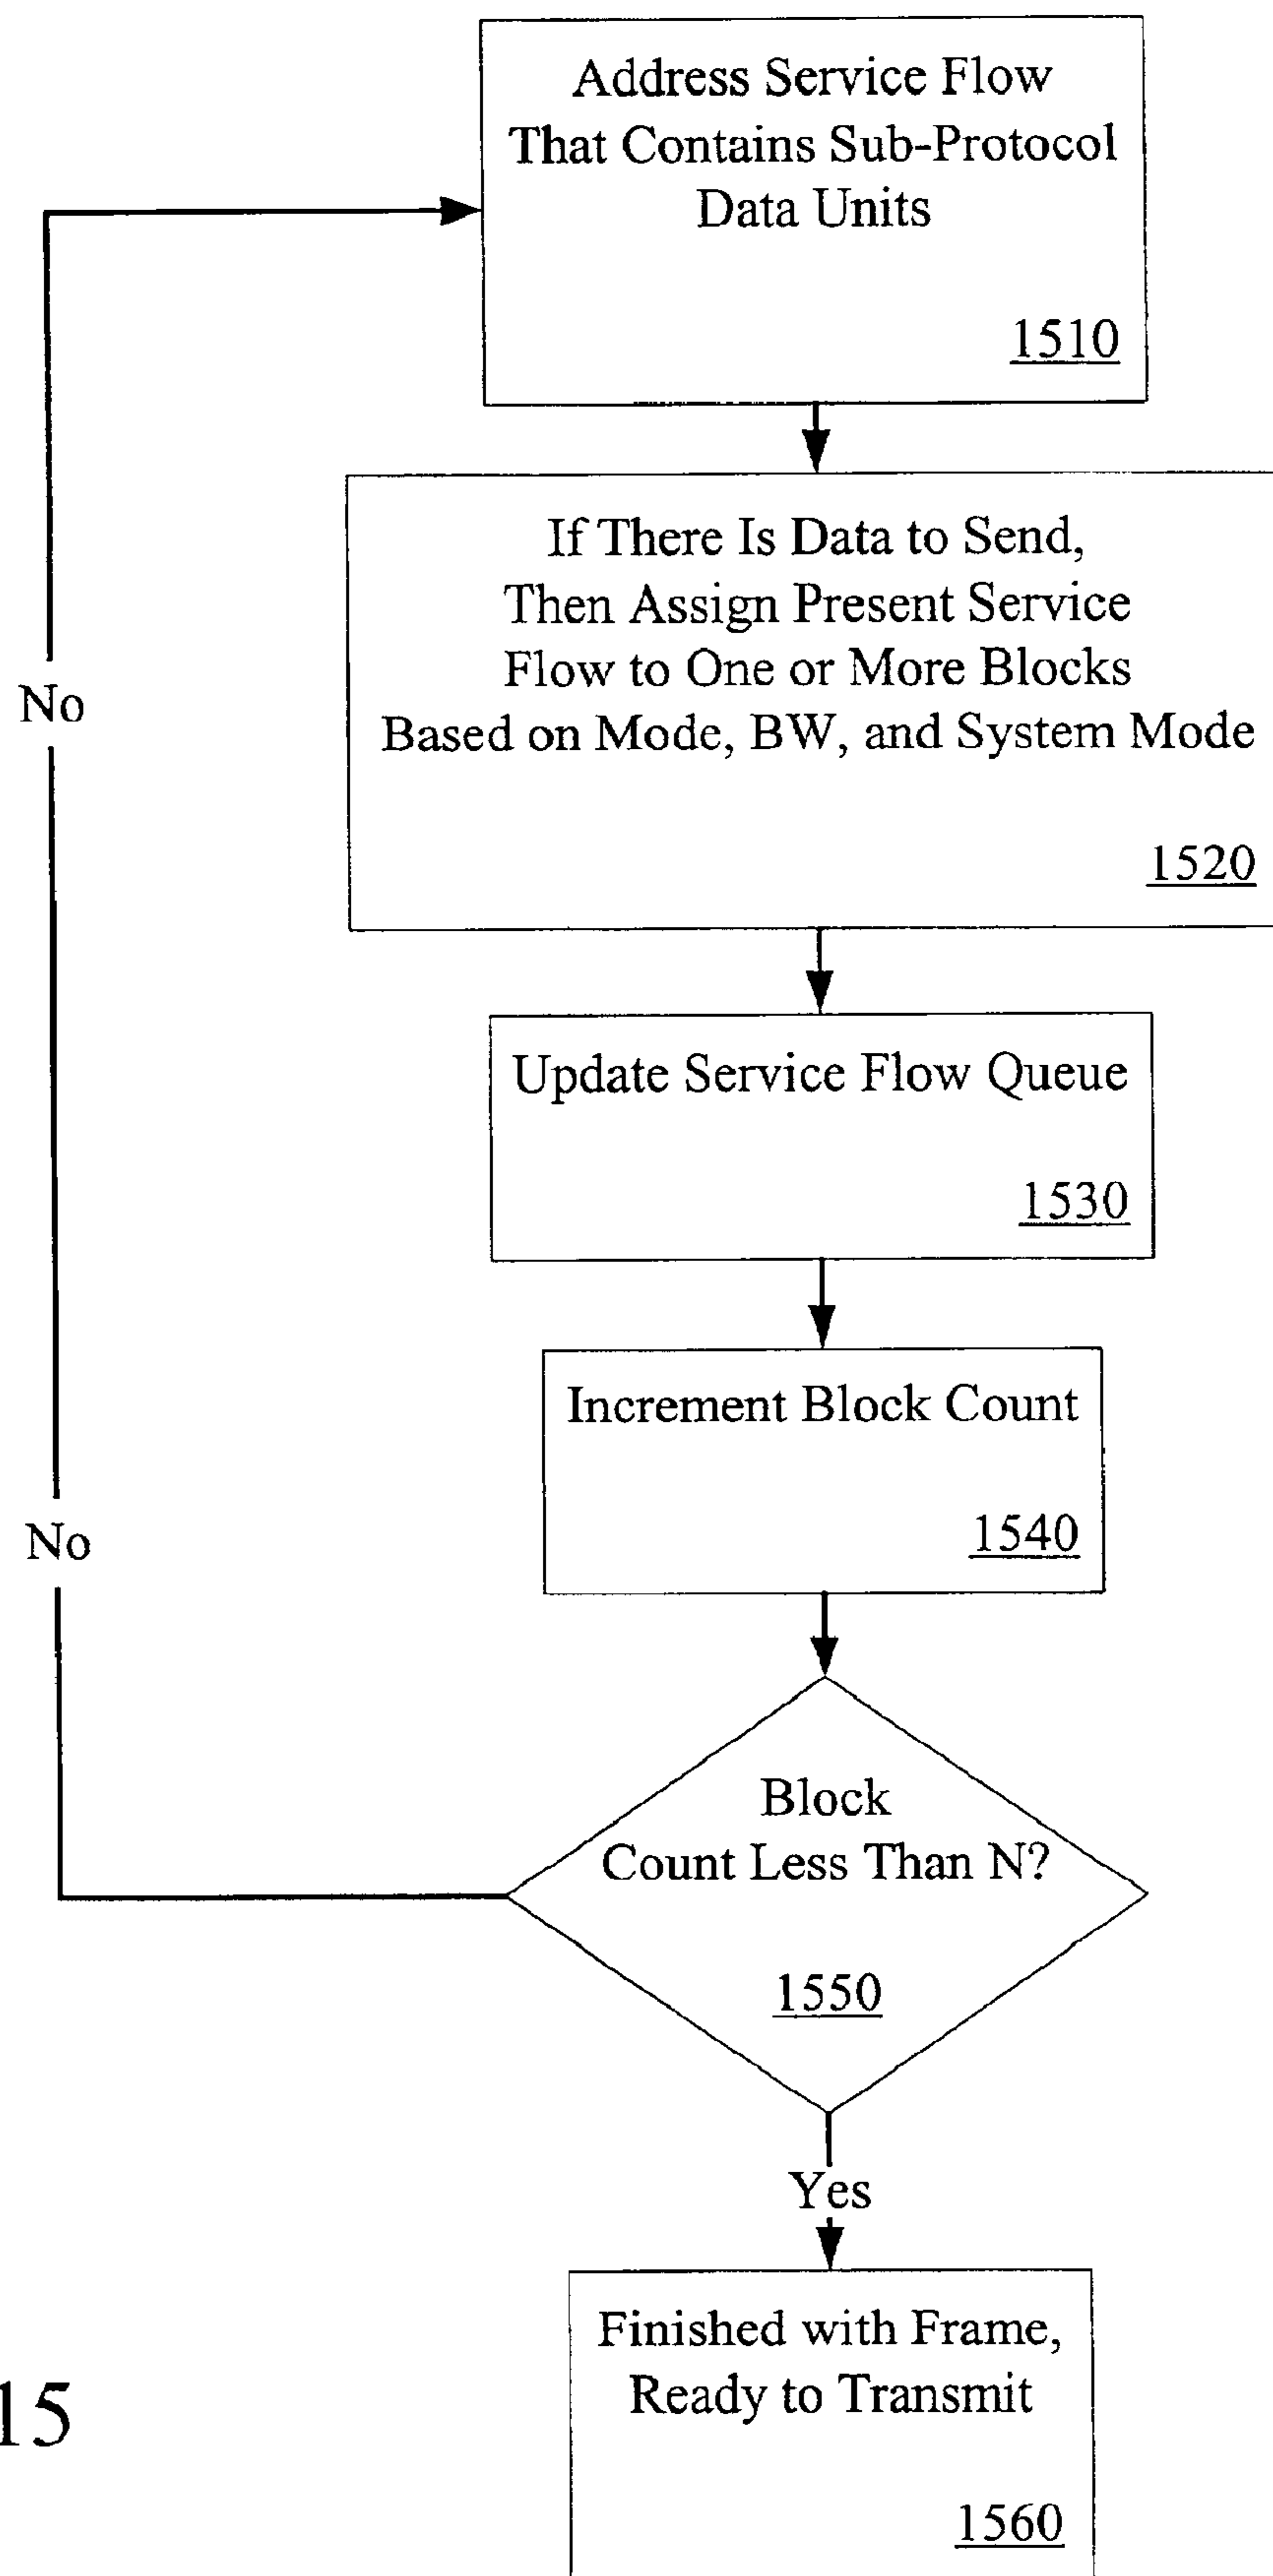 Address Service Flow
That Contains Sub-Protocol
Data Units
1510
If There Is Data to Send,
Then Assign Present Service
Flow to One or More Blocks
Based on Mode, BW, and System Mode
1520
No
Update Service Flow Queue
1530
Increment Block Count
1540
No
Block
Count Less Than N?
1550
Yes
Finished with Frame,
Ready to Transmit
1560
15